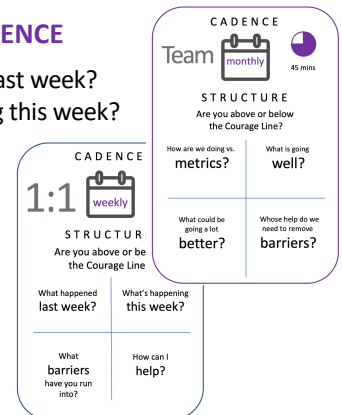 ENCE
ast week?
g this week?
CADENCE
Team
monthly
45 mins
STRUCTURE
Are you above or below
the Courage Line?
How are we doing vs.
metrics?
What is going
well?
What could be
going a lot
better?
Whose help do we
need to remove
barriers?
CADENCE
1:1
weekly
STRUCTUR
Are you above or be
the Courage Line
What happened
last week?
What's happening
this week?
What
barriers
have you run
into?
How can I
help?